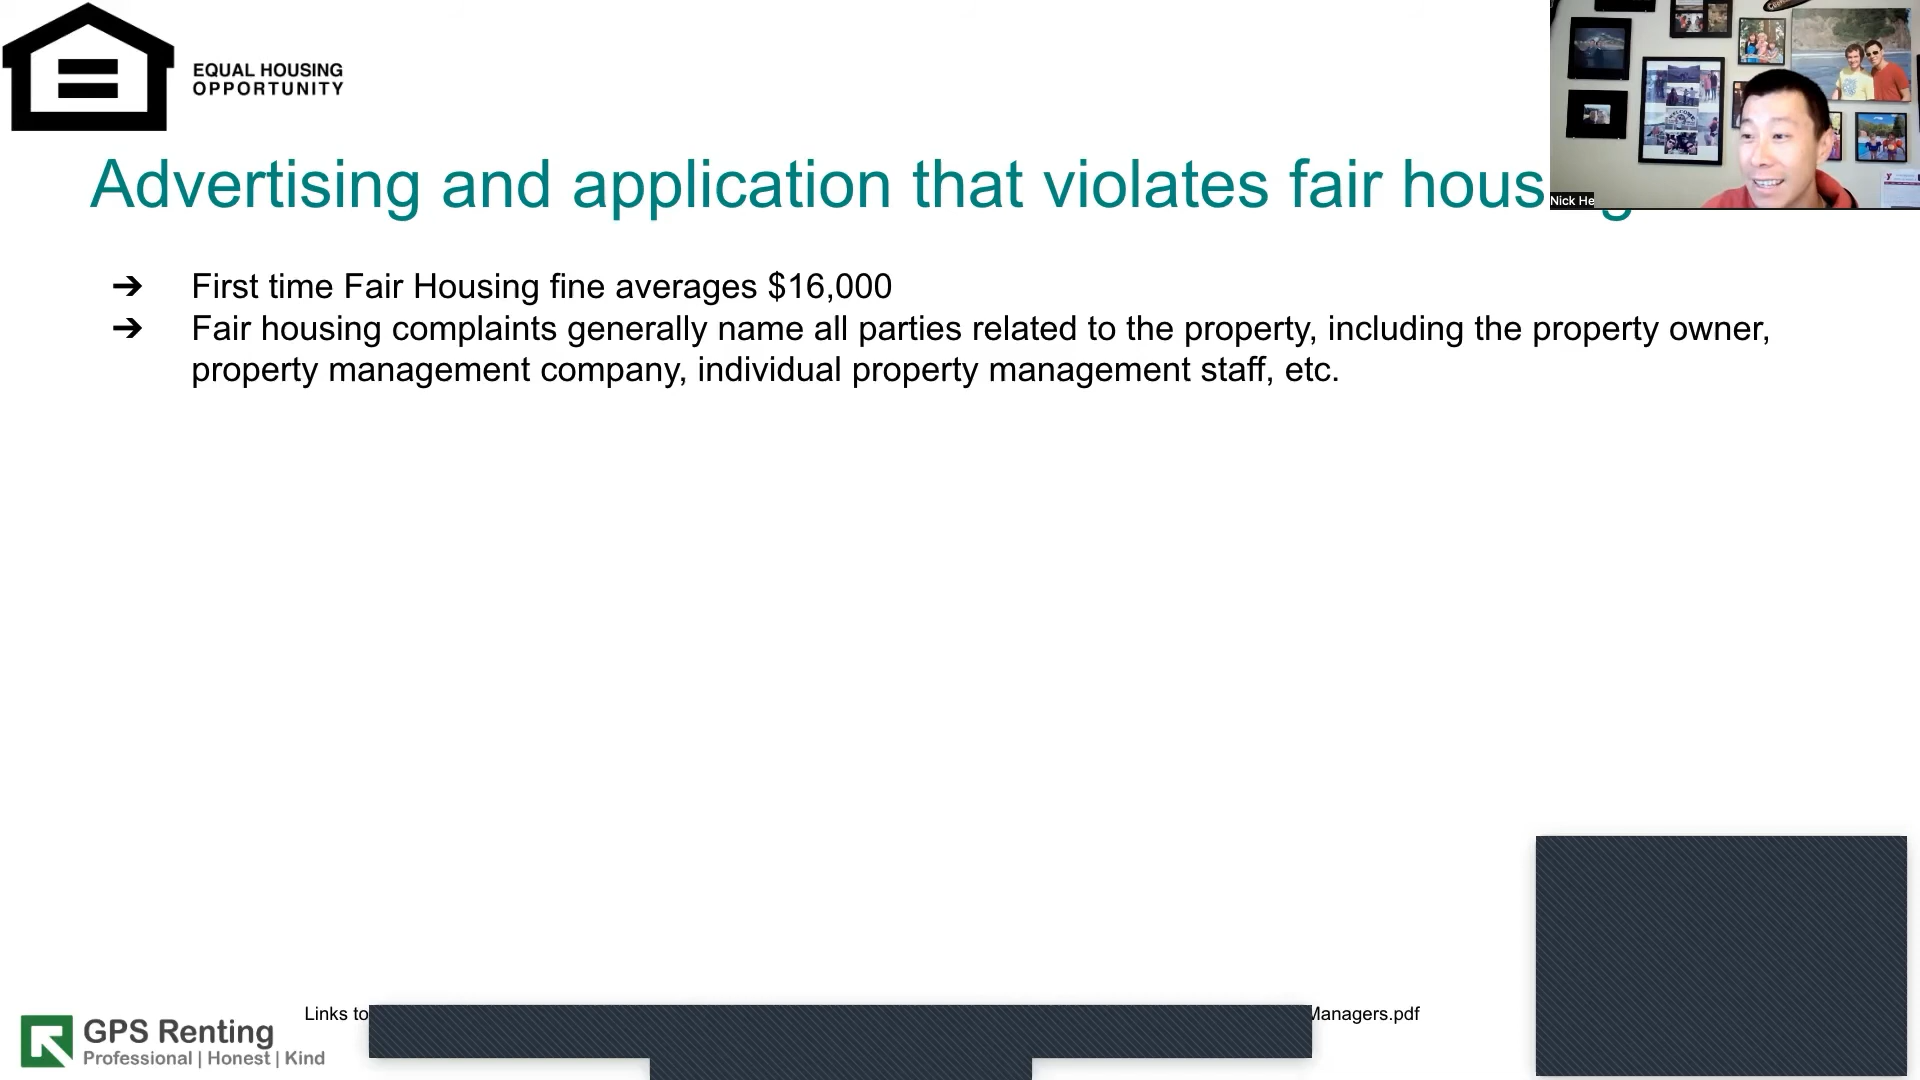 EQUAL HOUSING
OPPORTUNITY
Nick He
Advertising and application that violates fair
➔ First time Fair Housing fine averages $16,000
➔ Fair housing complaints generally name all parties related to the property, including the property owner,
property management company, individual property management staff, etc.
Links to
Managers.pdf
GPS Renting
Professional | Honest | Kind